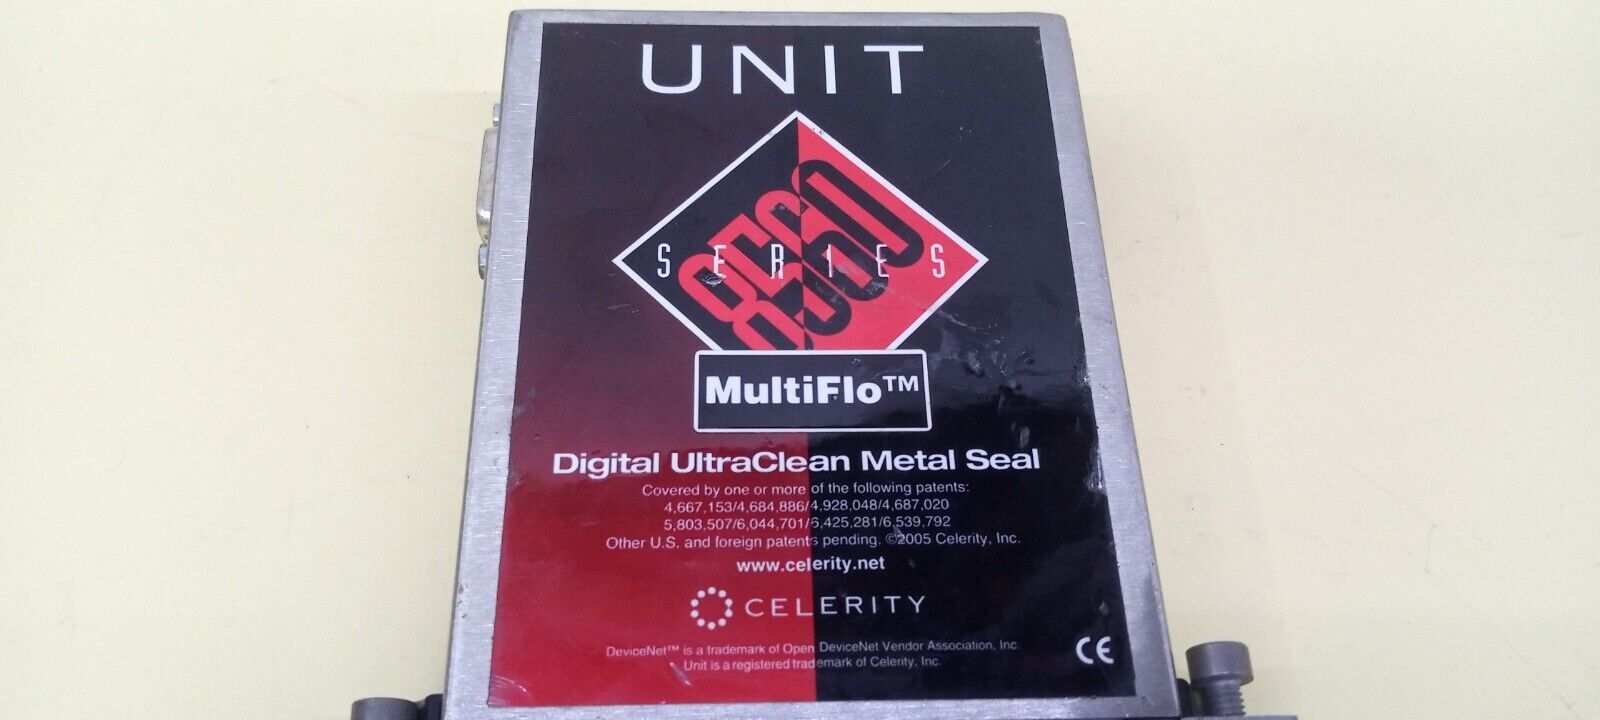 UNIT
8560
SERIES
MultiFlo™
Digital UltraClean Metal Seal
Covered by one or more of the following patents:
4,667,153/4,684,886/4,928,048/4,687,020
5,803,507/6,044,701/6,425,281/6,539,792
Other U.S. and foreign patents pending. ©2005 Celerity, Inc.
www.celerity.net
CELERITY
DeviceNet™ is a trademark of Open DeviceNet Vendor Association, Inc.
Unit is a registered trademark of Celerity, Inc.
CE